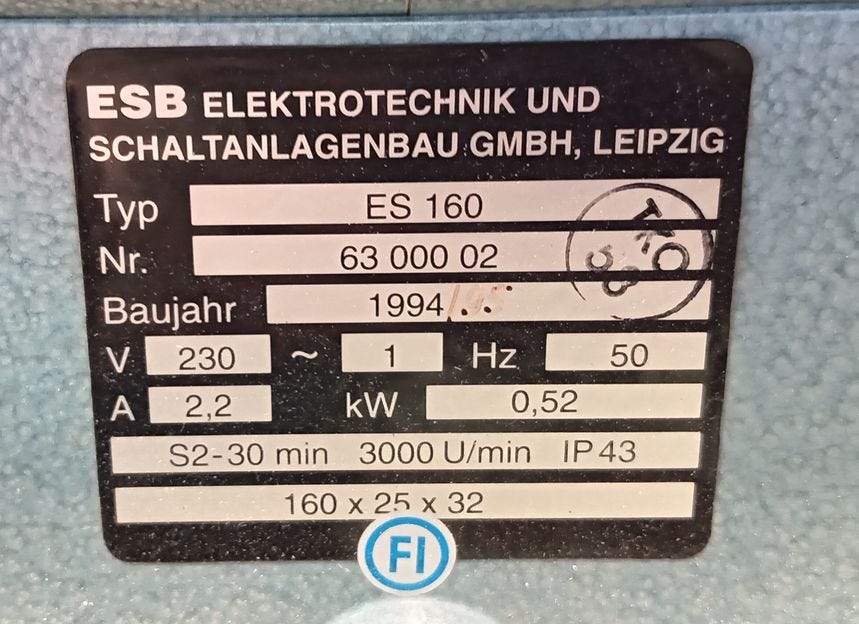 ESB ELEKTROTECHNIK UND
SCHALTANLAGENBAU GMBH, LEIPZIG
Typ ES 160
Nr. 63 000 02
TKO
Baujahr 1994
V 230 ~ 1 Hz 50
A 2,2 kW 0,52
S2-30 min 3000 U/min IP 43
160 x 25 x 32
FI